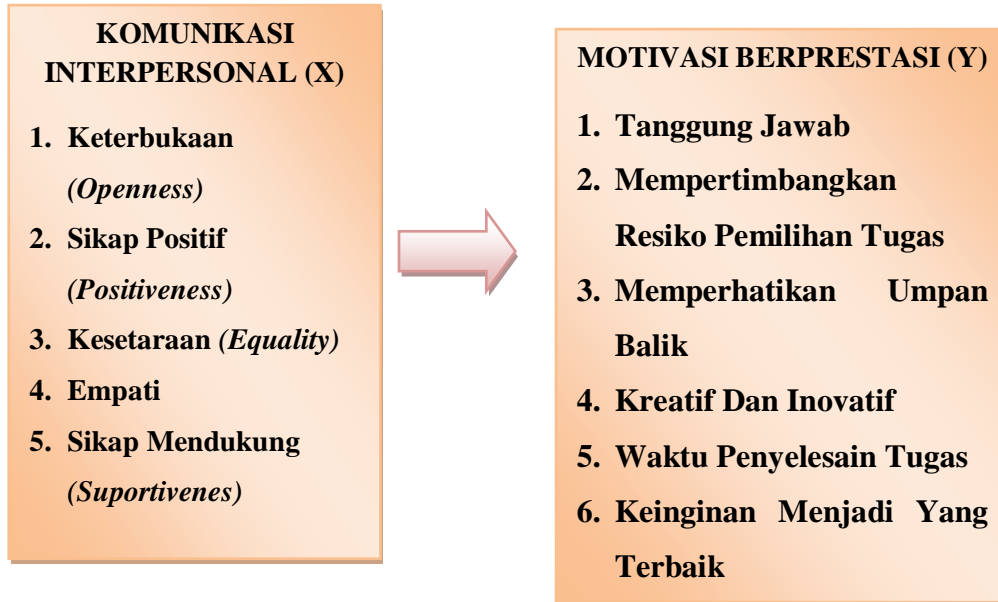 KOMUNIKASI
INTERPERSONAL (X)
1. Keterbukaan
(Openness)
2. Sikap Positif
(Positiveness)
3. Kesetaraan (Equality)
4. Empati
5. Sikap Mendukung
(Suportivenes)
MOTIVASI BERPRESTASI (Y)
1. Tanggung Jawab
2. Mempertimbangkan
Resiko Pemilihan Tugas
3. Memperhatikan Umpan
Balik
4. Kreatif Dan Inovatif
5. Waktu Penyelesain Tugas
6. Keinginan Menjadi Yang
Terbaik